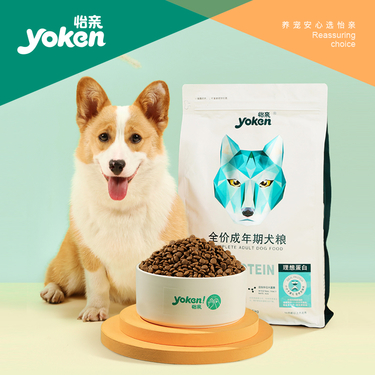 怡亲
yoken
养宠安心选怡亲
Reassuring
choice
怡亲
yoken
全价成年期犬粮
COMPLETE ADULT DOG FOOD
理想蛋白
yoken!
怡亲